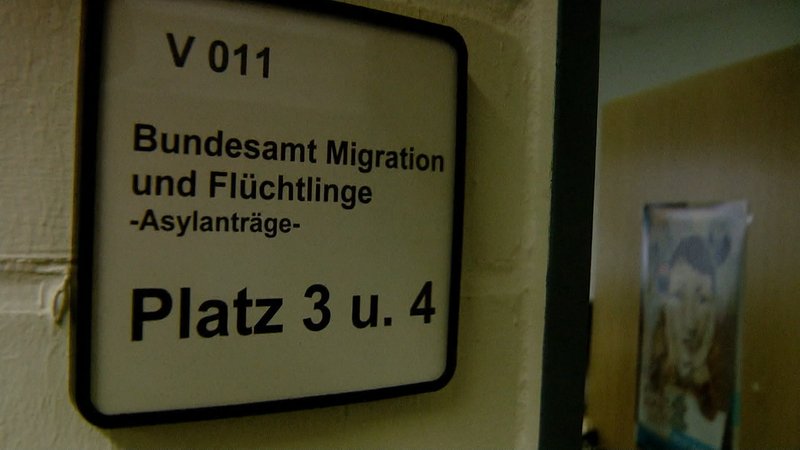 V 011
Bundesamt Migration
und Flüchtlinge
-Asylanträge-
Platz 3 u. 4